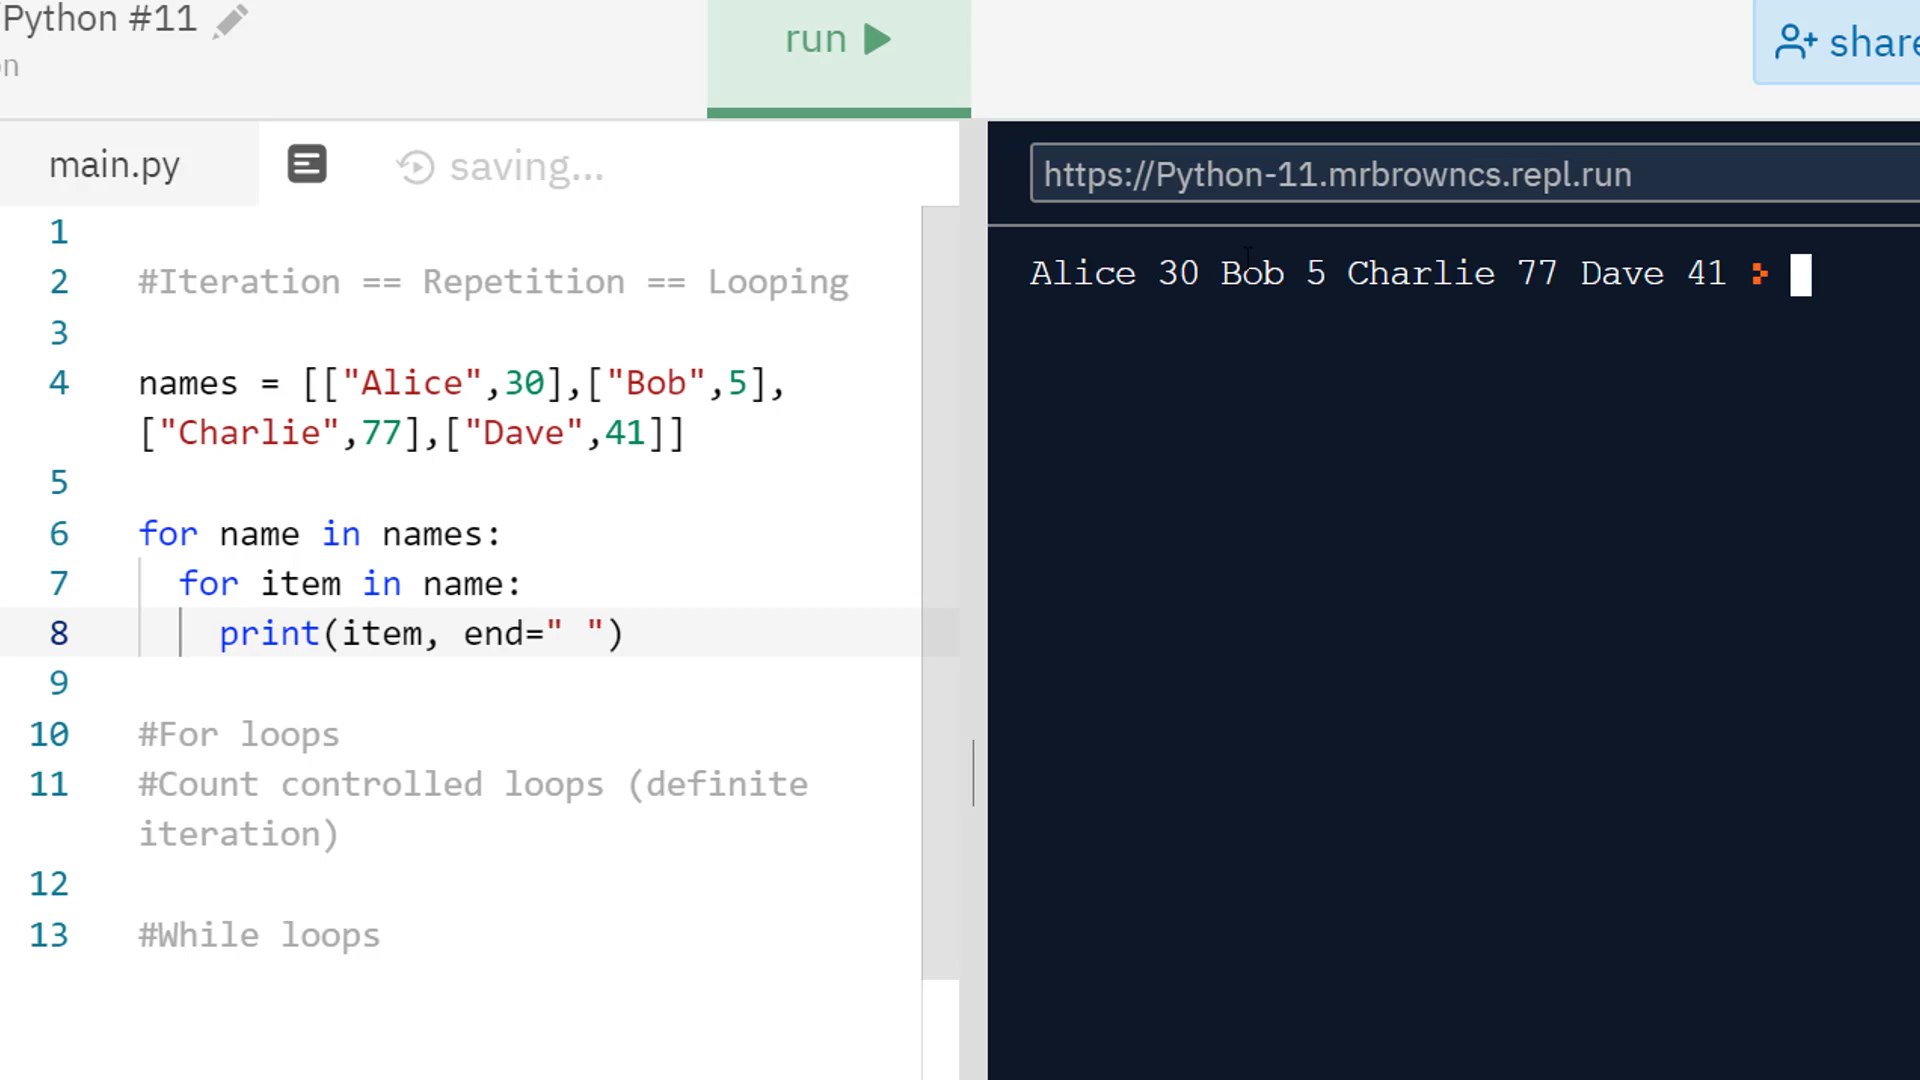 Python #11
on
run
share
main.py
saving...
https://Python-11.mrbrowncs.repl.run
1
2 #Iteration == Repetition == Looping
3
4 names = [["Alice",30],["Bob",5],
["Charlie",77],["Dave",41]]
5
6 for name in names:
7 for item in name:
8 print(item, end=" ")
9
10 #For loops
11 #Count controlled loops (definite
iteration)
12
13 #While loops
Alice 30 Bob 5 Charlie 77 Dave 41 >